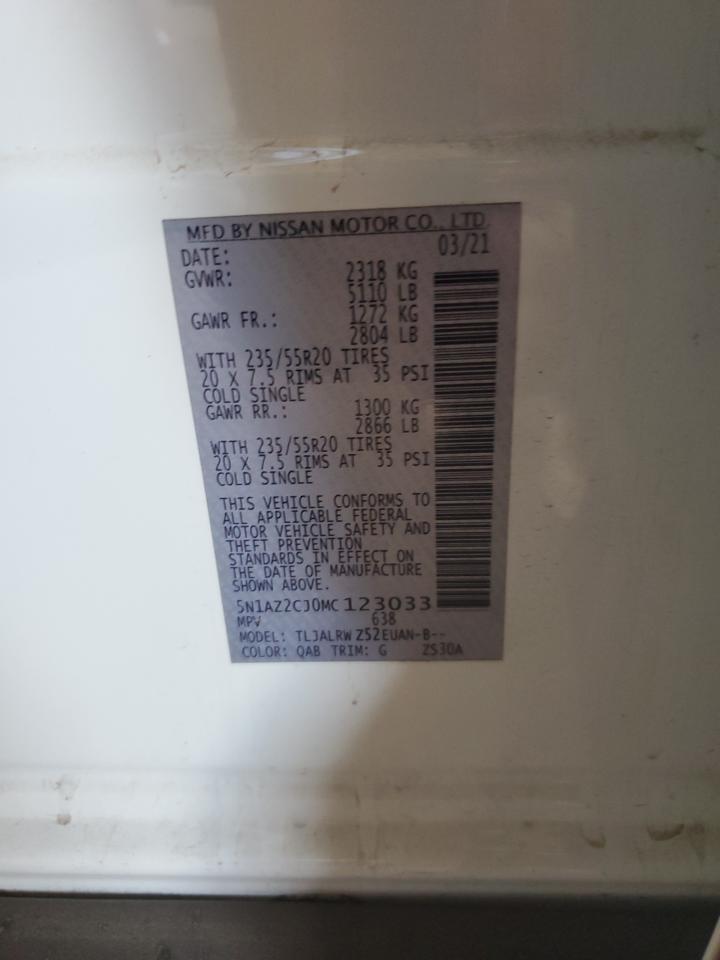 MFD BY NISSAN MOTOR CO., LTD
DATE: 03/21
GVWR: 2318 KG
5110 LB
GAWR FR.: 1272 KG
2804 LB
WITH 235/55R20 TIRES
20 X 7.5 RIMS AT 35 PSI
COLD SINGLE
GAWR RR.: 1300 KG
2866 LB
WITH 235/55R20 TIRES
20 X 7.5 RIMS AT 35 PSI
COLD SINGLE
THIS VEHICLE CONFORMS TO
ALL APPLICABLE FEDERAL
MOTOR VEHICLE SAFETY AND
THEFT PREVENTION
STANDARDS IN EFFECT ON
THE DATE OF MANUFACTURE
SHOWN ABOVE.
5N1AZ2CJ0MC123033
MPV 638
MODEL: TLJALRW Z52EUAN-B--
COLOR: QAB TRIM: G ZS30A